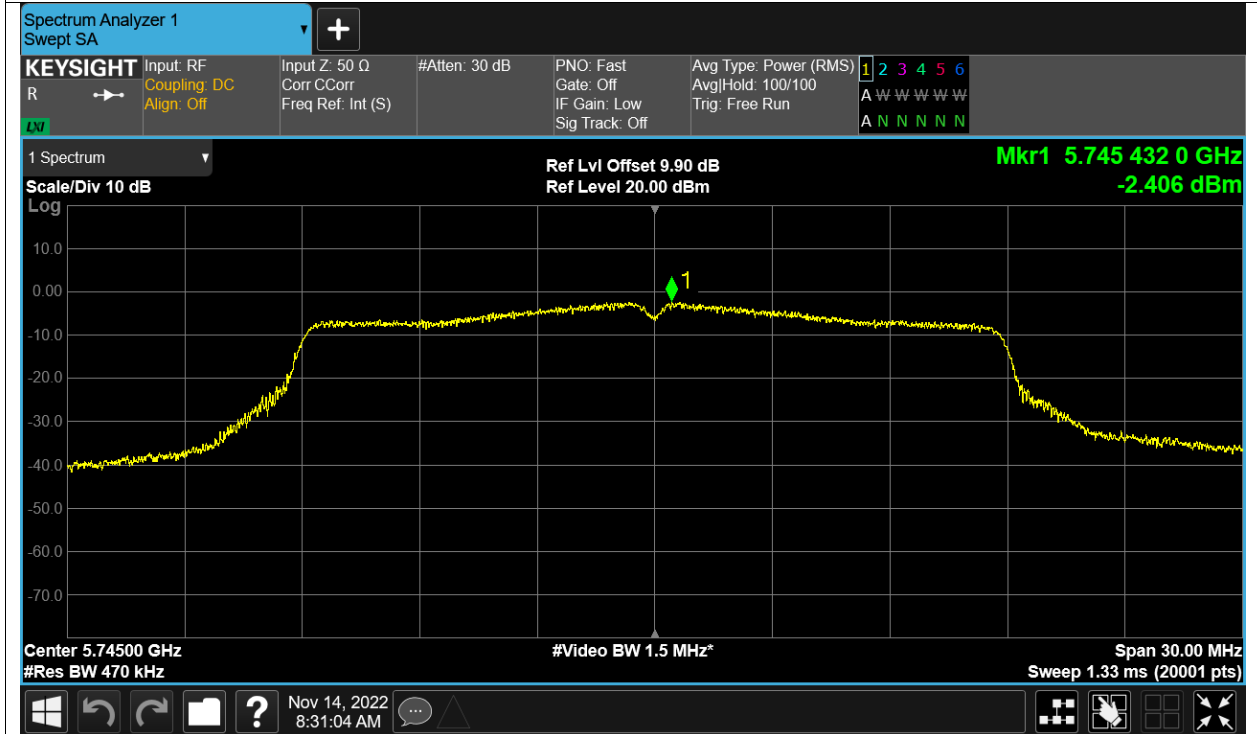 Spectrum Analyzer 1
Swept SA
+
KEYSIGHT
R
LXI
Input: RF
Coupling: DC
Align: Off
Input Z: 50 Ω
Corr CCorr
Freq Ref: Int (S)
#Atten: 30 dB
PNO: Fast
Gate: Off
IF Gain: Low
Sig Track: Off
Avg Type: Power (RMS)
Avg|Hold: 100/100
Trig: Free Run
1 2 3 4 5 6
A W W W W W
A N N N N N
1 Spectrum
Scale/Div 10 dB
Log
Ref Lvl Offset 9.90 dB
Ref Level 20.00 dBm
Mkr1 5.745 432 0 GHz
-2.406 dBm
1
10.0
0.00
-10.0
-20.0
-30.0
-40.0
-50.0
-60.0
-70.0
Center 5.74500 GHz
#Res BW 470 kHz
#Video BW 1.5 MHz*
Span 30.00 MHz
Sweep 1.33 ms (20001 pts)
?
Nov 14, 2022
8:31:04 AM